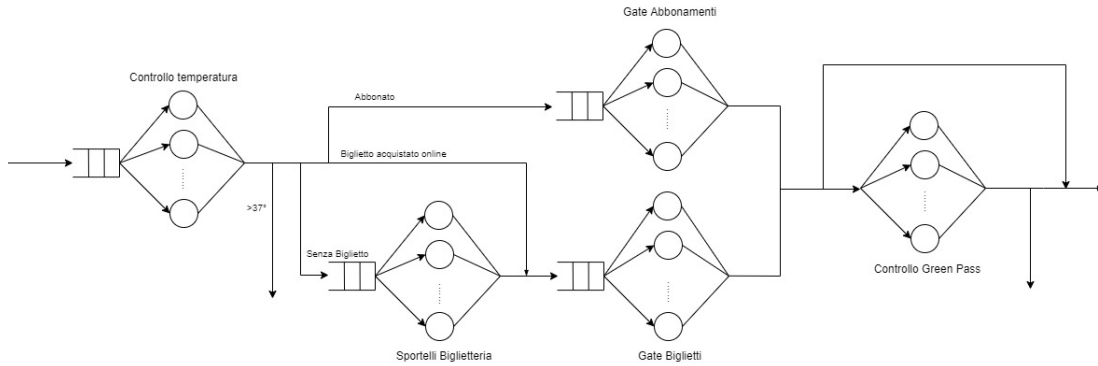 Gate Abbonamenti
Controllo temperatura
Abbonato
Biglietto acquistato online
>37°
Senza Biglietto
Controllo Green Pass
Sportelli Biglietteria
Gate Biglietti